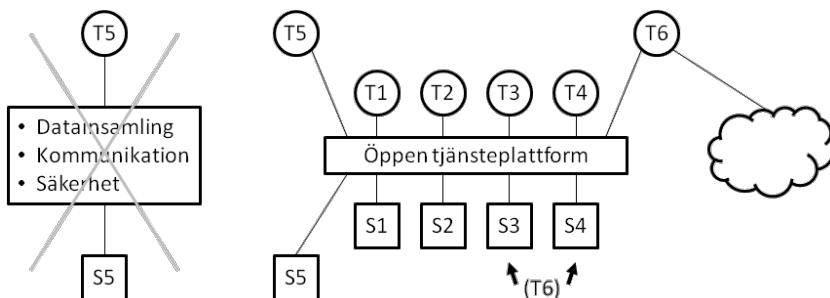 T5
• Datainsamling
• Kommunikation
• Säkerhet
S5
T5
T6
T1 T2 T3 T4
Öppen tjänsteplattform
S1 S2 S3 S4
S5
(T6)